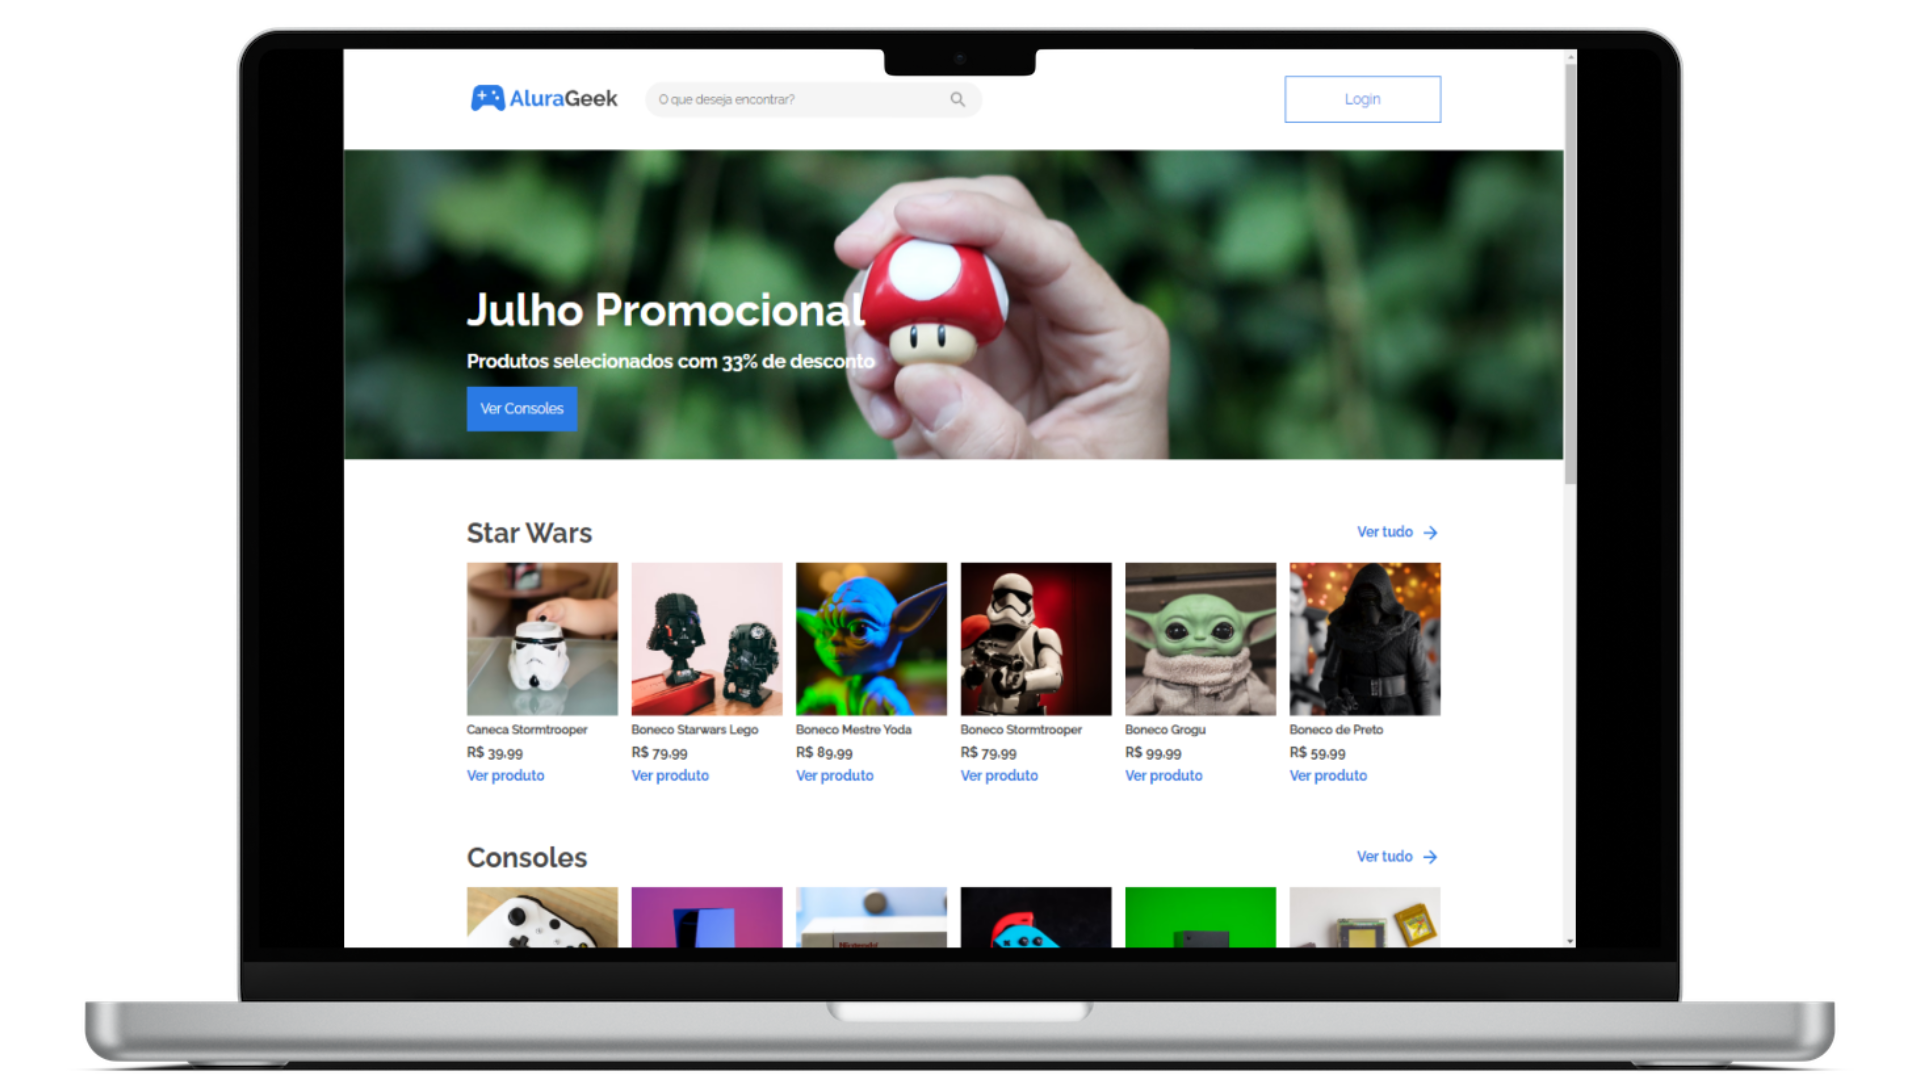 AluraGeek
O que deseja encontrar?
Login
Julho Promocional
Produtos selecionados com 33% de desconto
Ver Consoles
Star Wars
Ver tudo
Caneca Stormtrooper
R$ 39,99
Ver produto
Boneco Starwars Lego
R$ 79,99
Ver produto
Boneco Mestre Yoda
R$ 89,99
Ver produto
Boneco Stormtrooper
R$ 79,99
Ver produto
Boneco Grogu
R$ 99,99
Ver produto
Boneco de Preto
R$ 59,99
Ver produto
Consoles
Ver tudo
Nintendo